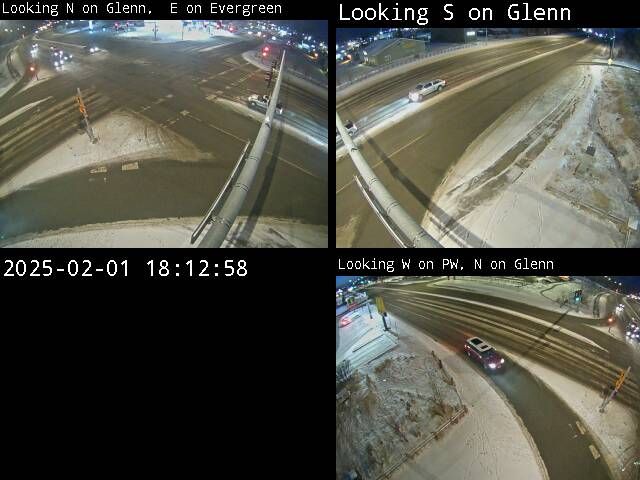 Looking N on Glenn,  E on Evergreen
Looking S on Glenn
2025-02-01 18:12:58
Looking W on PW, N on Glenn